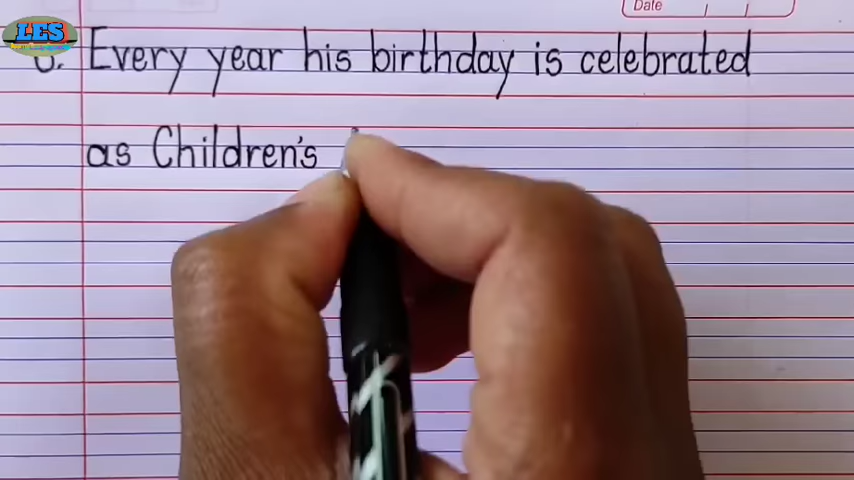 LES
Date
6. Every year his birthday is celebrated
as Children's